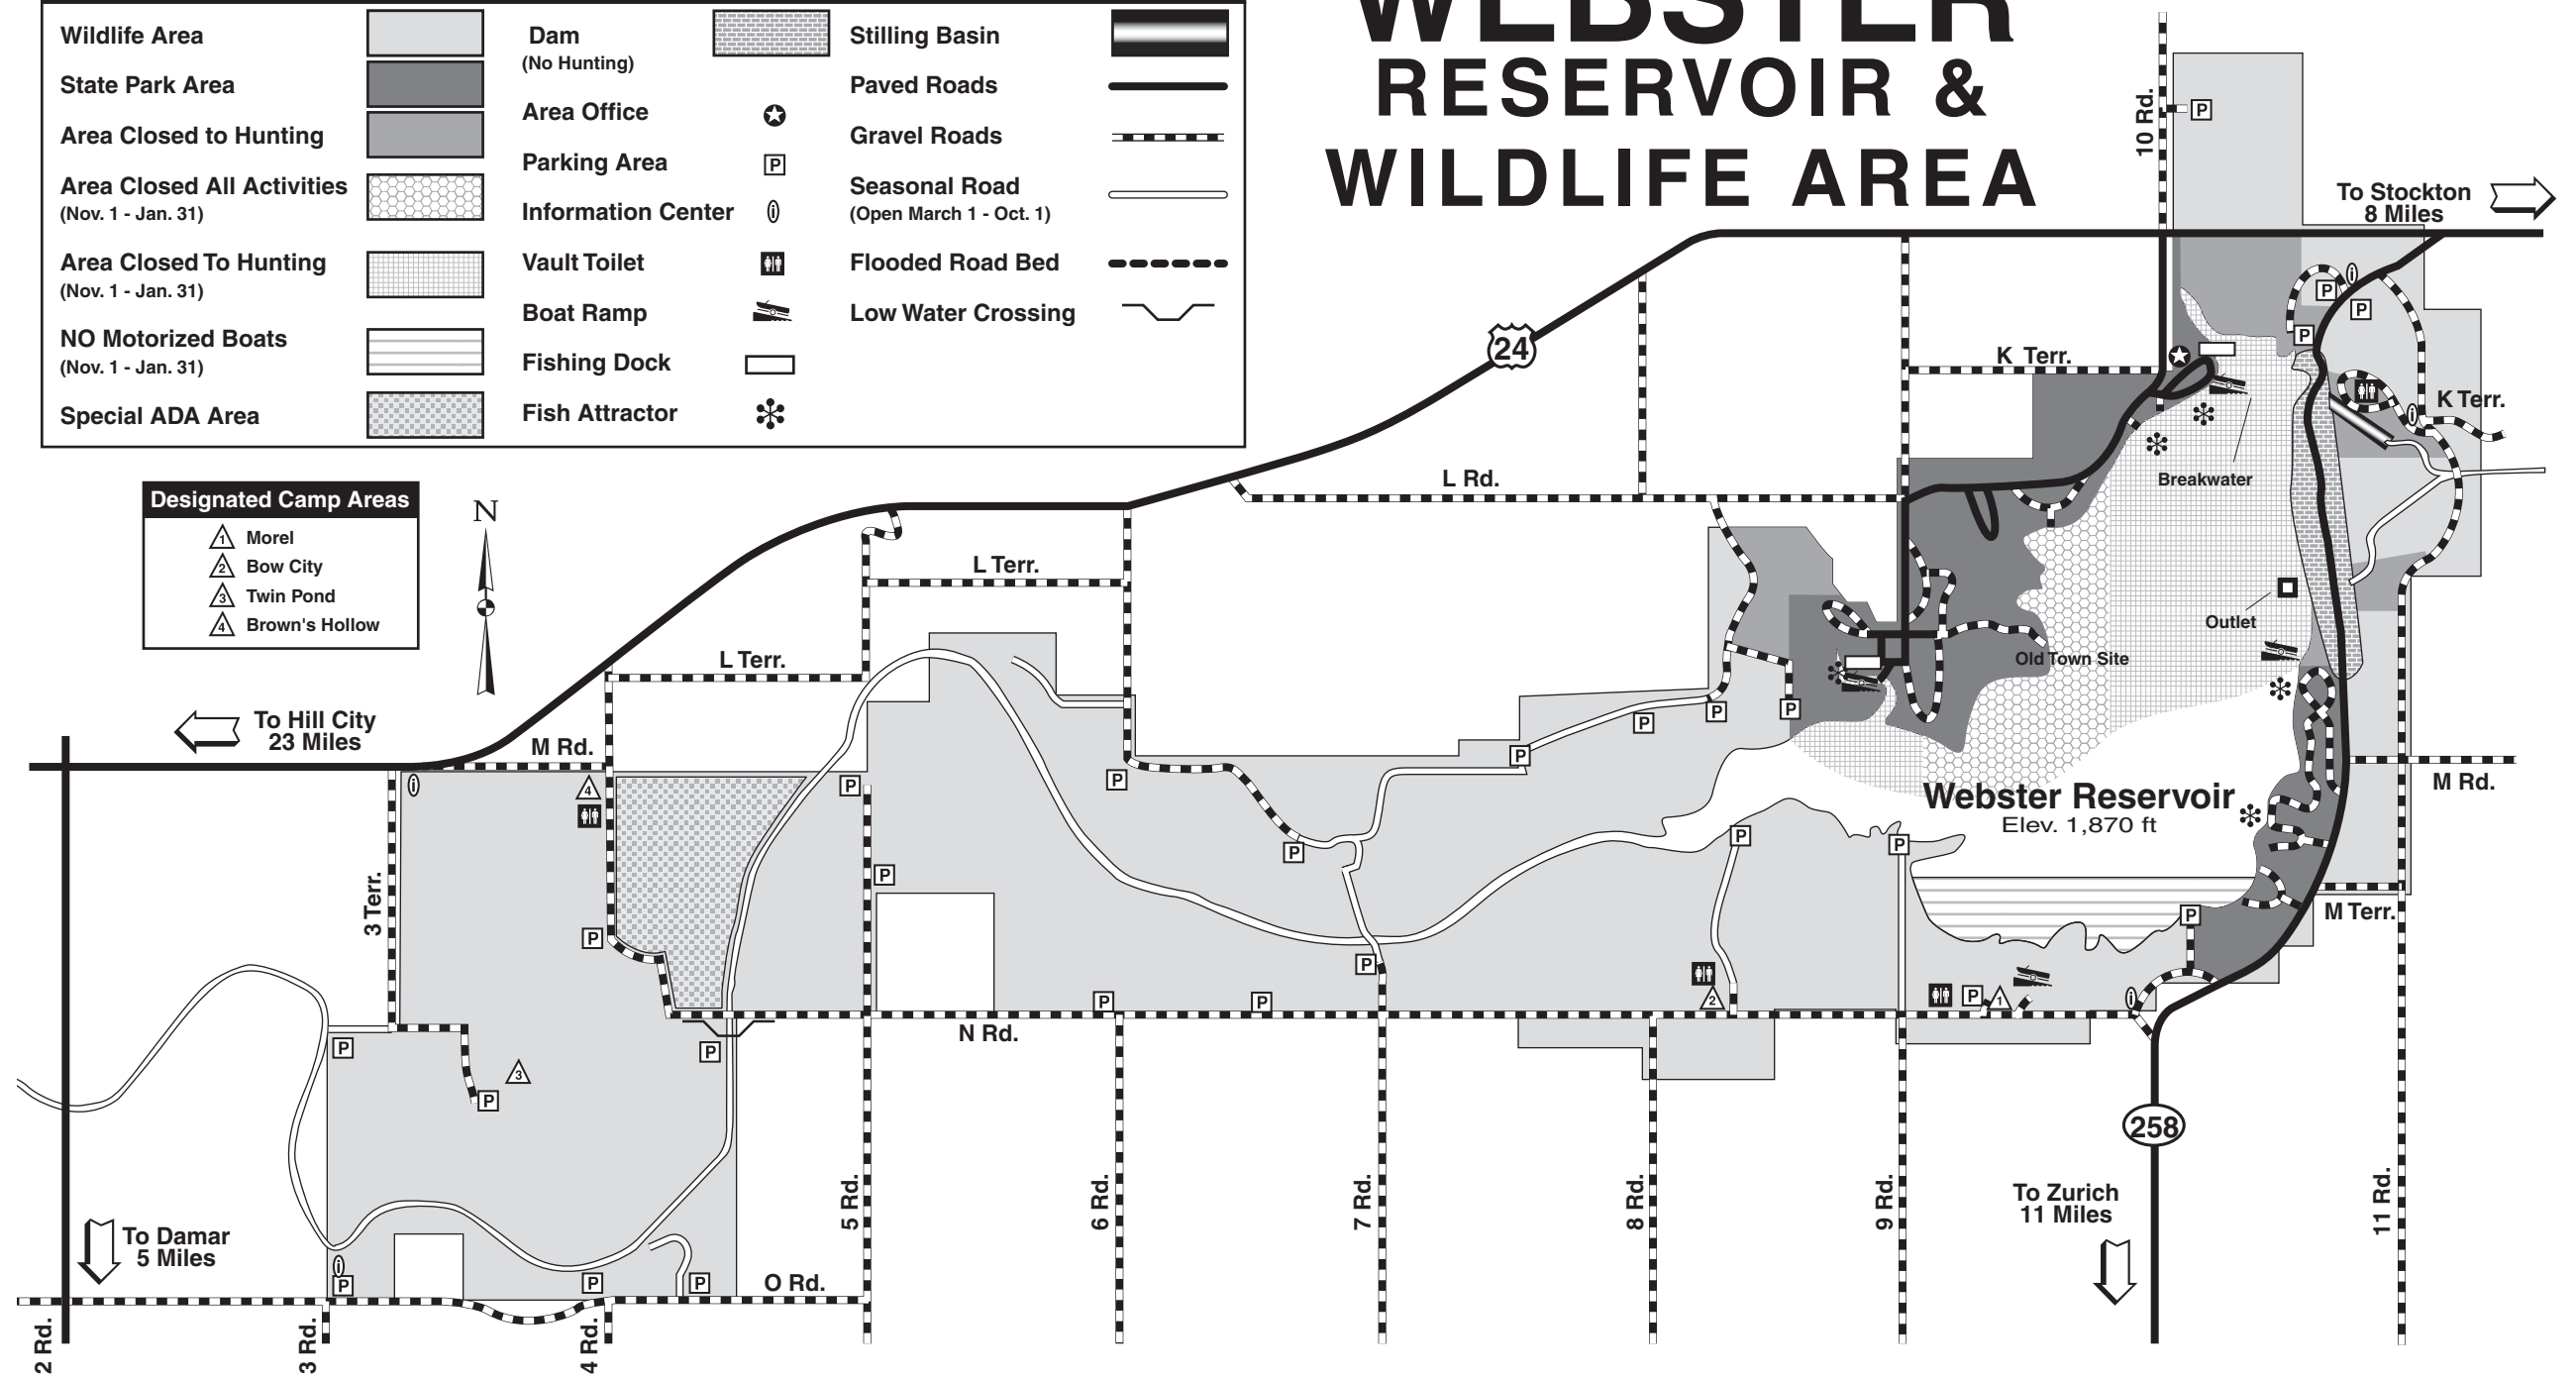 WEBSTER
RESERVOIR &
WILDLIFE AREA
Wildlife Area
State Park Area
Area Closed to Hunting
Area Closed All Activities
(Nov. 1 - Jan. 31)
Area Closed To Hunting
(Nov. 1 - Jan. 31)
NO Motorized Boats
(Nov. 1 - Jan. 31)
Special ADA Area
Dam
(No Hunting)
Area Office
Parking Area
P
Information Center
i
Vault Toilet
Boat Ramp
Fishing Dock
Fish Attractor
Stilling Basin
Paved Roads
Gravel Roads
Seasonal Road
(Open March 1 - Oct. 1)
Flooded Road Bed
Low Water Crossing
Designated Camp Areas
1 Morel
2 Bow City
3 Twin Pond
4 Brown's Hollow
N
10 Rd.
P
To Stockton
8 Miles
24
i
P
P
P
K Terr.
K Terr.
i
L Rd.
Breakwater
L Terr.
Outlet
L Terr.
Old Town Site
To Hill City
23 Miles
M Rd.
P
P
P
P
M Rd.
i
4
P
P
Webster Reservoir
Elev. 1,870 ft
P
P
P
P
3 Terr.
P
P
M Terr.
P
P
P
2
P
1
i
N Rd.
P
P
3
P
258
To Zurich
11 Miles
To Damar
5 Miles
i
P
P
P
O Rd.
2 Rd.
3 Rd.
4 Rd.
5 Rd.
6 Rd.
7 Rd.
8 Rd.
9 Rd.
11 Rd.